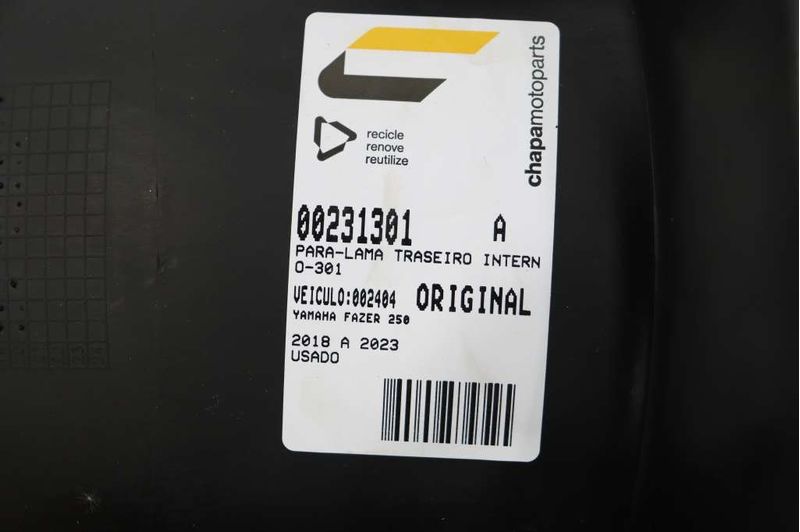 chapamotoparts
recicle
renove
reutilize
00231301 A
PARA-LAMA TRASEIRO INTERN
O-301
VEICULO:002404 ORIGINAL
YAMAHA FAZER 250
2018 A 2023
USADO